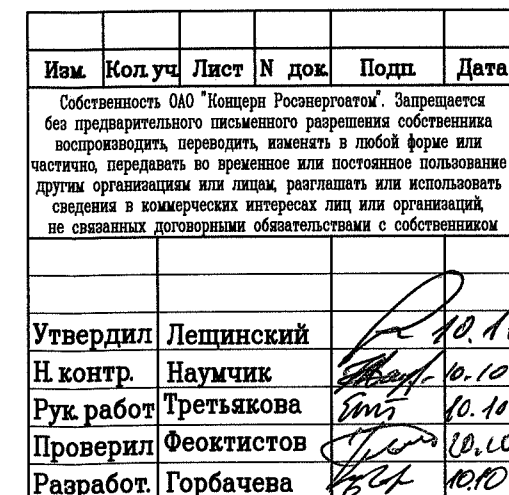 Изм. Кол.уч Лист N док. Подп. Дата
Собственность ОАО "Концерн Росэнергоатом". Запрещается
без предварительного письменного разрешения собственника
воспроизводить, переводить, изменять в любой форме или
частично, передавать во временное или постоянное пользование
другим организациям или лицам, разглашать или использовать
сведения в коммерческих интересах лиц или организаций,
не связанных договорными обязательствами с собственником
Утвердил Лещинский
Н. контр. Наумчик 10.10
Рук. работ Третьякова 10.10
Проверил Феоктистов
Разработ. Горбачева 10.10